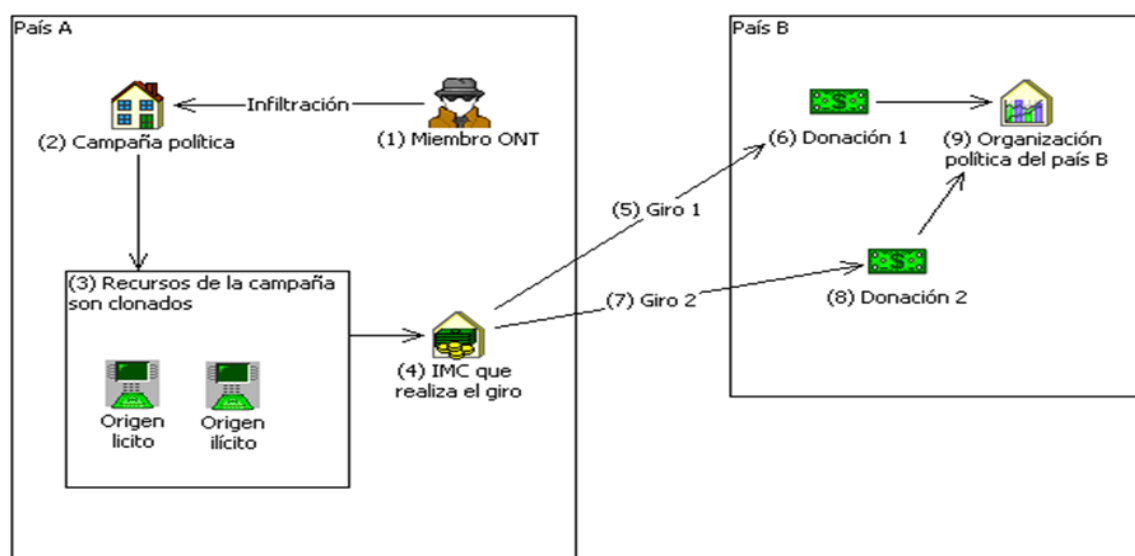 País A
Infiltración
(2) Campaña política
(1) Miembro ONT
(3) Recursos de la campaña
son clonados
Origen
licito
Origen
ilícito
(4) IMC que
realiza el giro
(5) Giro 1
(7) Giro 2
País B
(6) Donación 1
(9) Organización
política del país B
(8) Donación 2